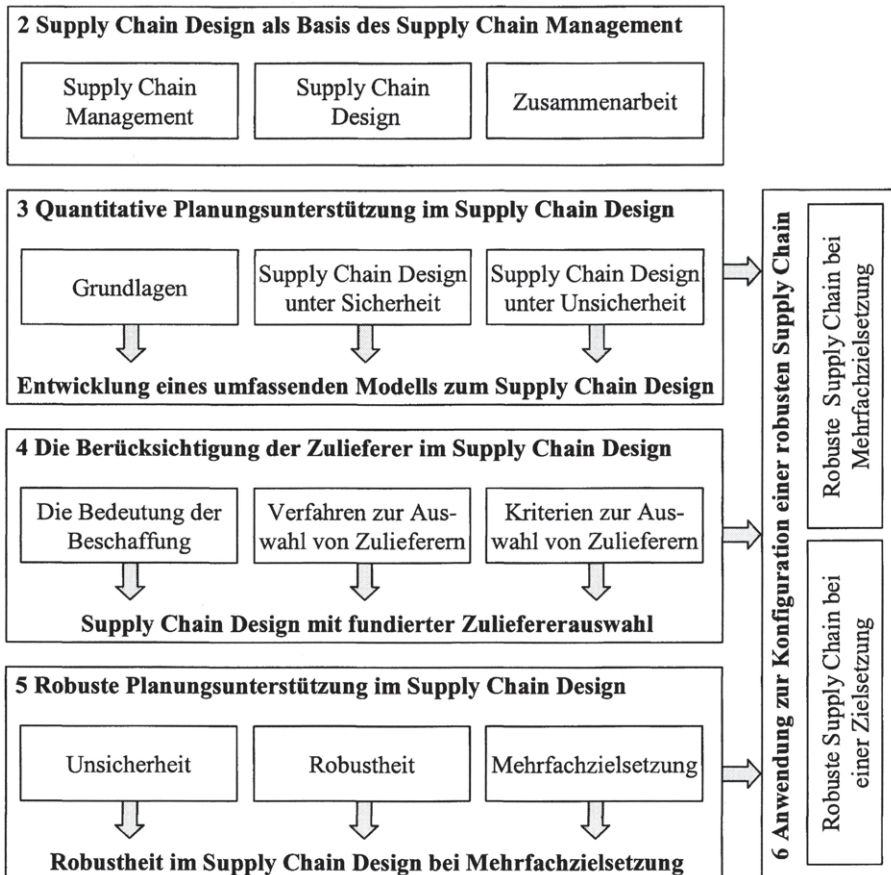 2 Supply Chain Design als Basis des Supply Chain Management
Supply Chain
Management
Supply Chain
Design
Zusammenarbeit
3 Quantitative Planungsunterstützung im Supply Chain Design
Grundlagen
Supply Chain Design
unter Sicherheit
Supply Chain Design
unter Unsicherheit
Entwicklung eines umfassenden Modells zum Supply Chain Design
4 Die Berücksichtigung der Zulieferer im Supply Chain Design
Die Bedeutung der
Beschaffung
Verfahren zur Aus-
wahl von Zulieferern
Kriterien zur Aus-
wahl von Zulieferern
Supply Chain Design mit fundierter Zuliefererauswahl
5 Robuste Planungsunterstützung im Supply Chain Design
Unsicherheit
Robustheit
Mehrfachzielsetzung
Robustheit im Supply Chain Design bei Mehrfachzielsetzung
6 Anwendung zur Konfiguration einer robusten Supply Chain
Robuste Supply Chain bei
einer Zielsetzung
Robuste Supply Chain bei
Mehrfachzielsetzung